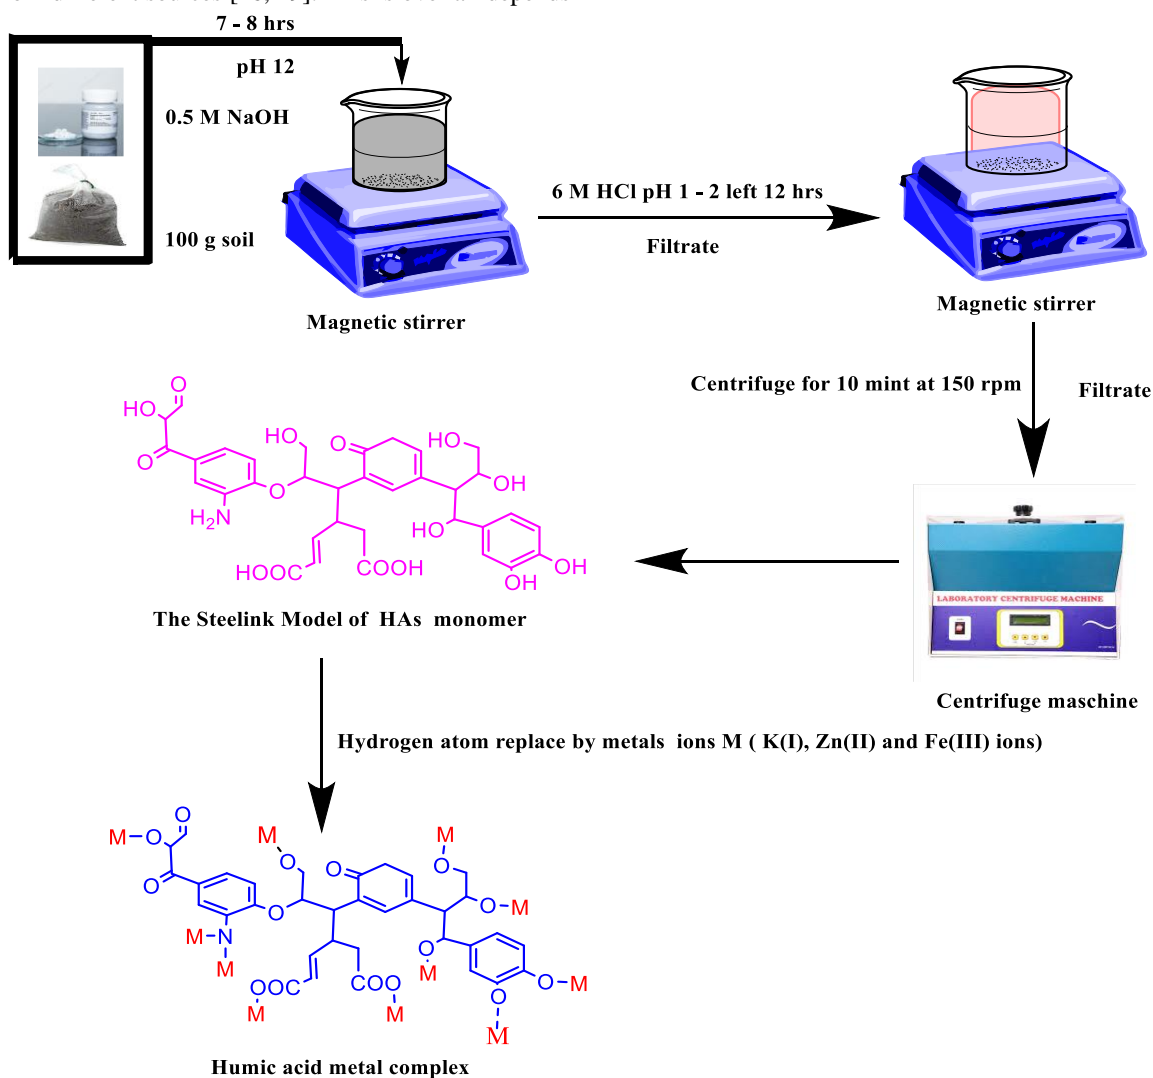 7 - 8 hrs
pH 12
0.5 M NaOH
100 g soil
Magnetic stirrer
6 M HCl pH 1 - 2 left 12 hrs
Filtrate
Magnetic stirrer
Centrifuge for 10 mint at 150 rpm
Filtrate
LABORATORY CENTRIFUGE MACHINE
Centrifuge maschine
O
HO
O
HO
O
HO
O
OH
H₂N
HO
HOOC
COOH
OH
OH
The Steelink Model of HAs monomer
Hydrogen atom replace by metals ions M ( K(I), Zn(II) and Fe(III) ions)
O
M
O
M
O
M
O
O
O
O
O
M
M
N
M
O
M
OOC
COO
O
M
O
M
M
M
Humic acid metal complex